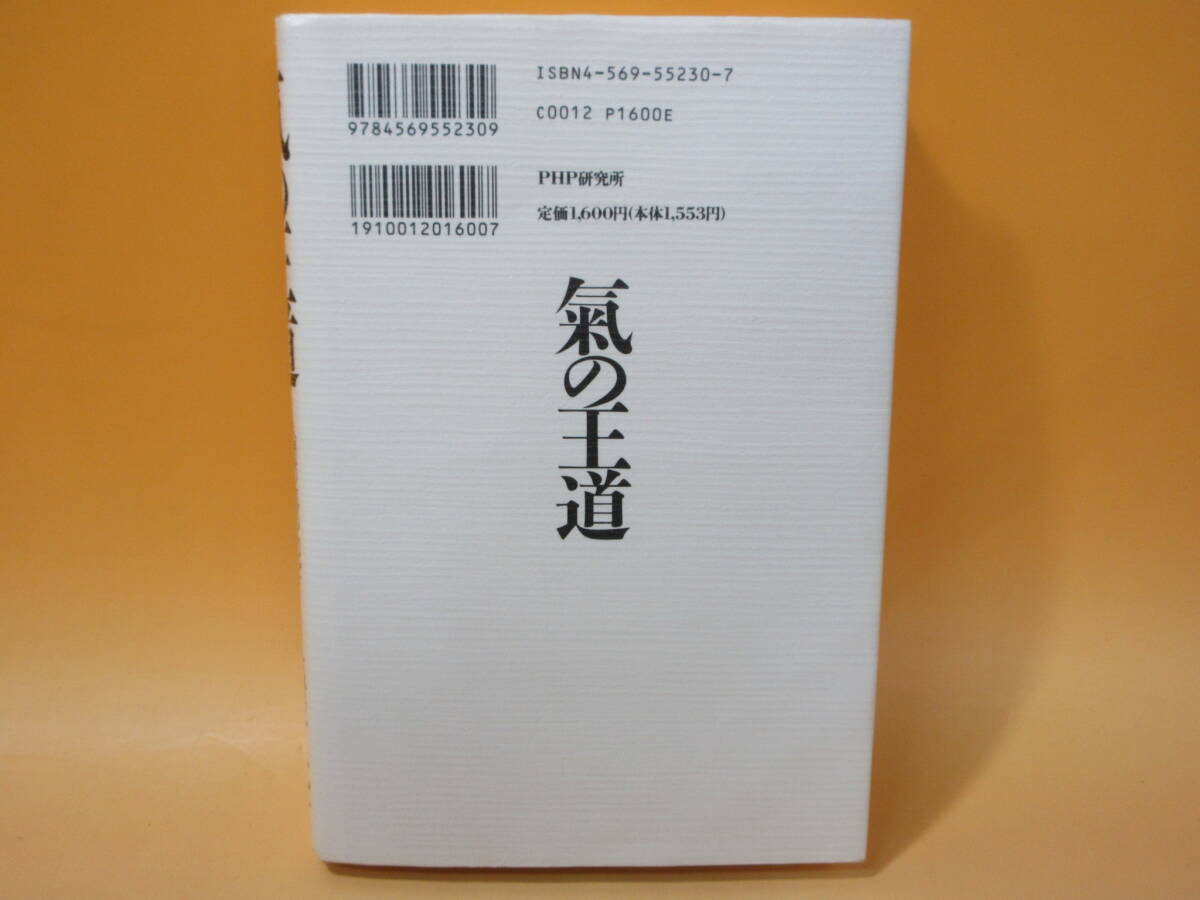 ISBN4-569-55230-7
9784569552309
C0012 P1600E
PHP研究所
1910012016007
定価1,600円(本体1,553円)
氣の王道